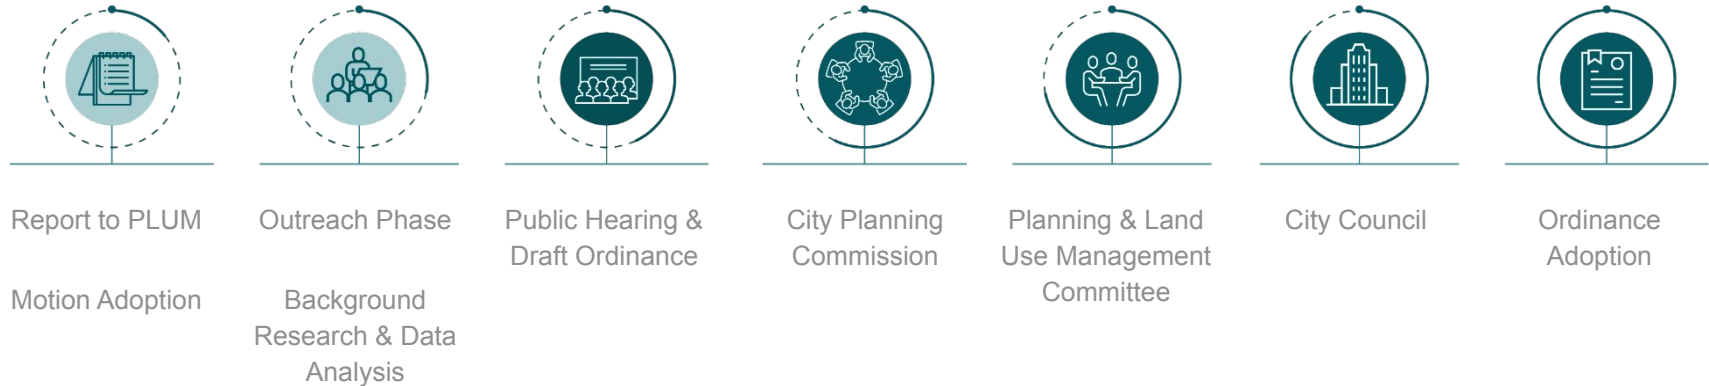 Report to PLUM
Motion Adoption
Outreach Phase
Background
Research & Data
Analysis
Public Hearing &
Draft Ordinance
City Planning
Commission
Planning & Land
Use Management
Committee
City Council
Ordinance
Adoption